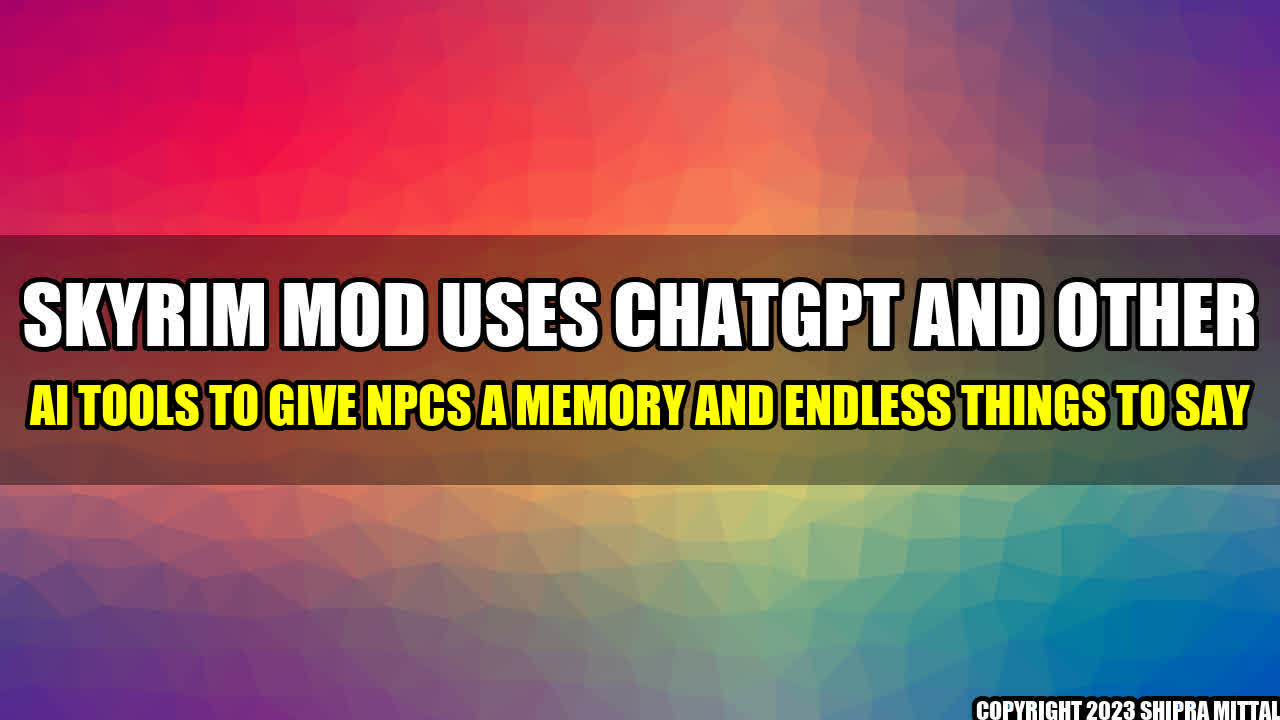 SKYRIM MOD USES CHATGPT AND OTHER
AI TOOLS TO GIVE NPCS A MEMORY AND ENDLESS THINGS TO SAY
COPYRIGHT 2023 SHIPRA MITTAL